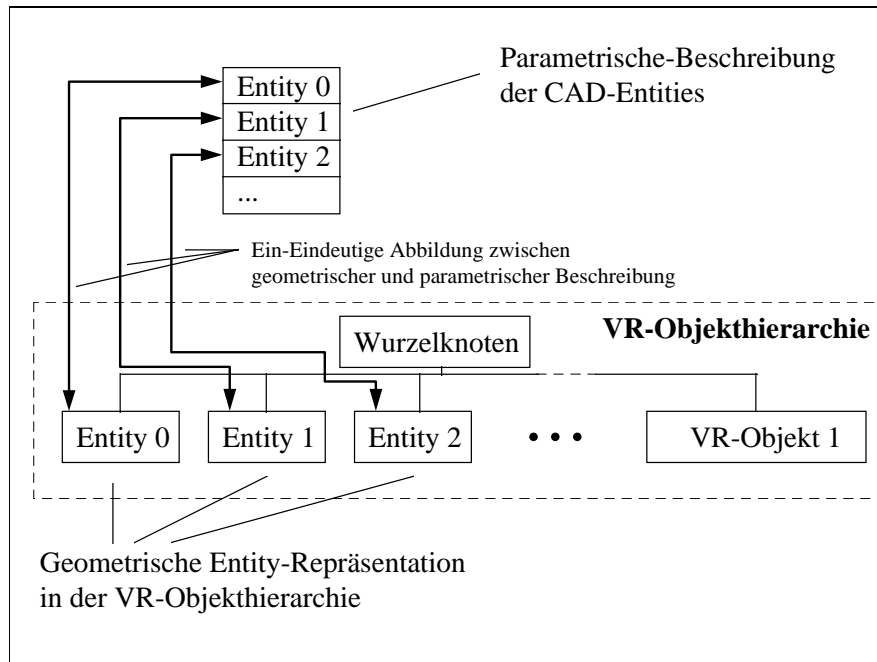 Parametrische-Beschreibung
der CAD-Entities
Entity 0
Entity 1
Entity 2
...
Ein-Eindeutige Abbildung zwischen
geometrischer und parametrischer Beschreibung
VR-Objekthierarchie
Wurzelknoten
Entity 0
Entity 1
Entity 2
VR-Objekt 1
Geometrische Entity-Repräsentation
in der VR-Objekthierarchie